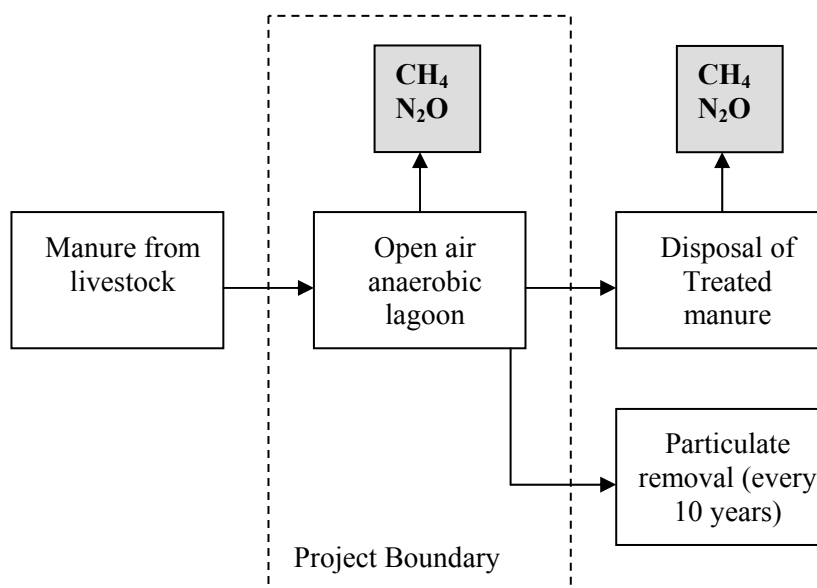 CH₄
N₂O
CH₄
N₂O
Manure from
livestock
Open air
anaerobic
lagoon
Disposal of
Treated
manure
Particulate
removal (every
10 years)
Project Boundary